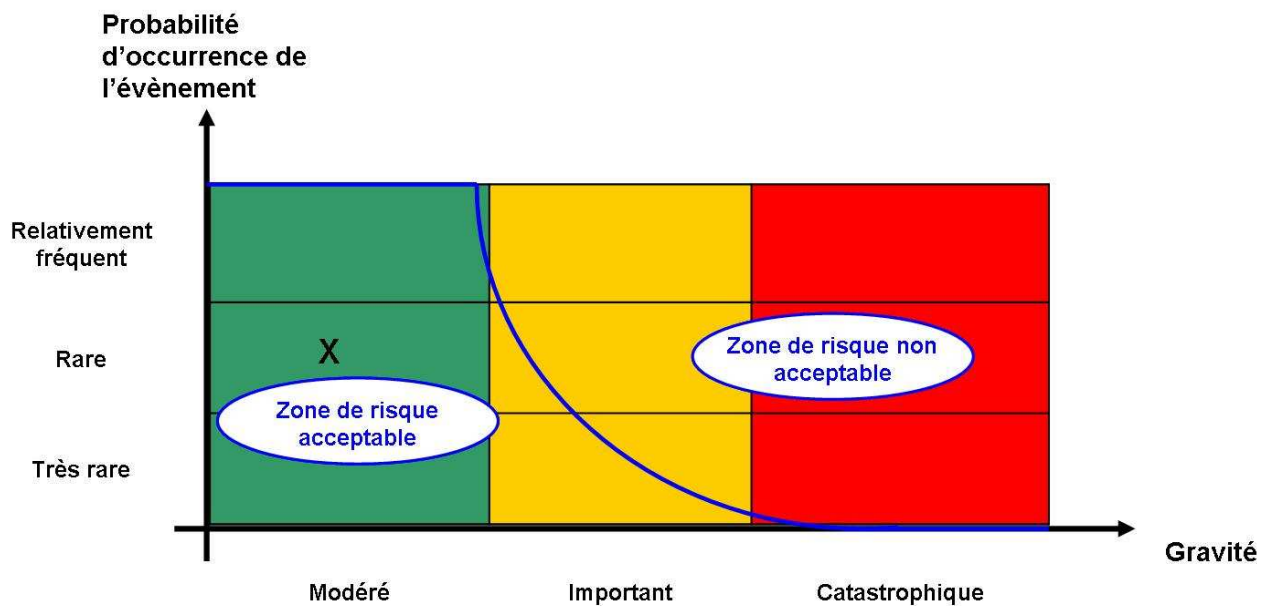 Probabilité
d'occurrence de
l'évènement
Relativement
fréquent
Rare
X
Zone de risque non
acceptable
Zone de risque
acceptable
Très rare
Gravité
Modéré
Important
Catastrophique